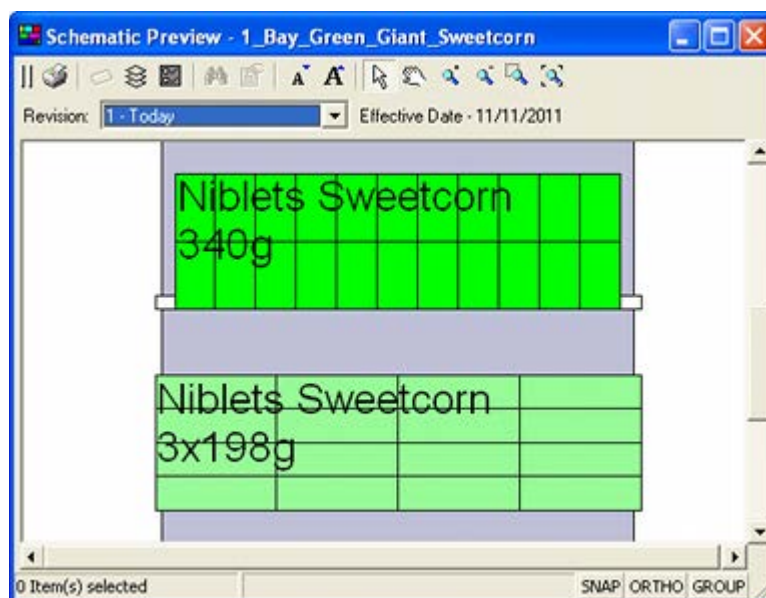 Schematic Preview - 1_Bay_Green_Giant_Sweetcorn
A A
Revision: 1 - Today Effective Date - 11/11/2011
Niblets Sweetcorn
340g
Niblets Sweetcorn
3x198g
0 Item(s) selected SNAP ORTHO GROUP